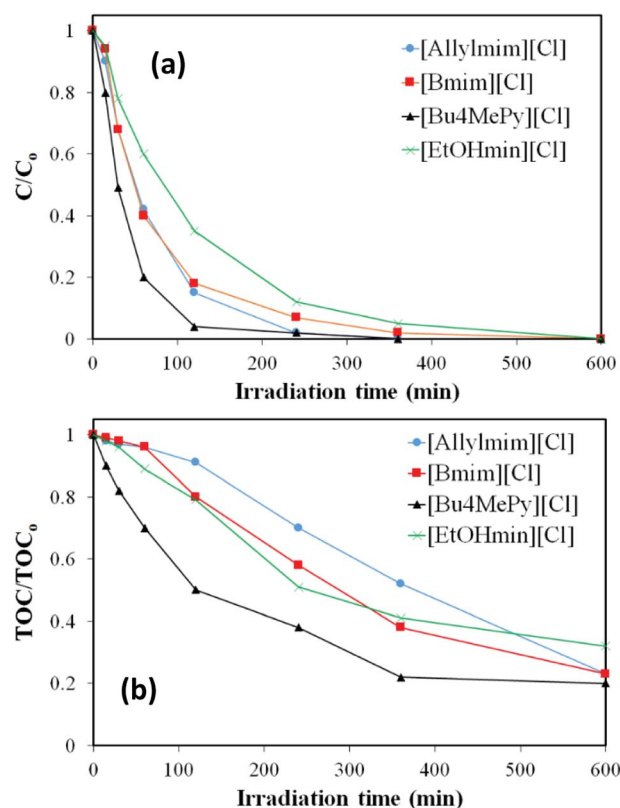 (a)
[Allylmim][Cl]
[Bmim][Cl]
[Bu4MePy][Cl]
[EtOHmin][Cl]
C/Co
1
0.8
0.6
0.4
0.2
0
0 100 200 300 400 500 600
Irradiation time (min)
[Allylmim][Cl]
[Bmim][Cl]
[Bu4MePy][Cl]
[EtOHmin][Cl]
TOC/TOCo
1
0.8
0.6
0.4
0.2
0
(b)
0 100 200 300 400 500 600
Irradiation time (min)